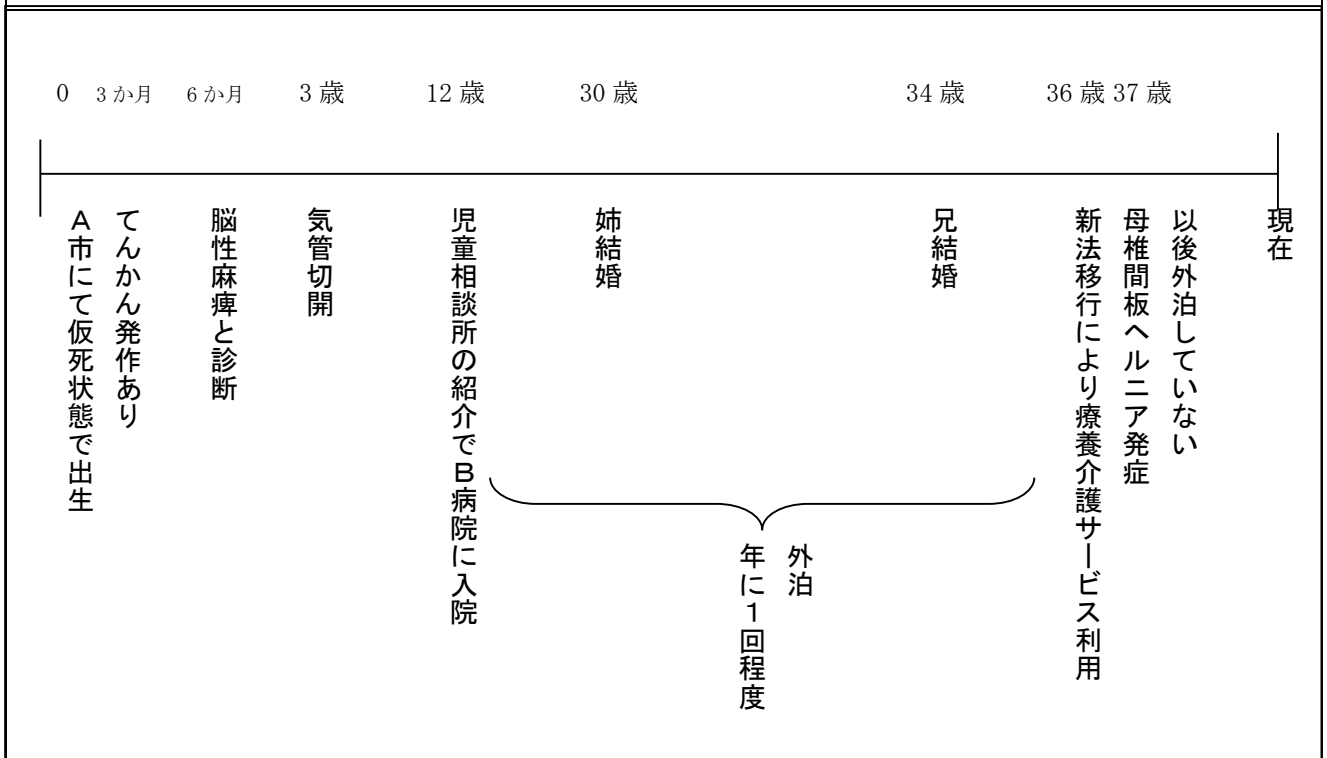 0 3か月 6か月 3歳 12歳 30歳 34歳 36歳 37歳
A市にて仮死状態で出生
てんかん発作あり
脳性麻痺と診断
気管切開
児童相談所の紹介でB病院に入院
姉結婚
外泊
年に1回程度
兄結婚
新法移行により療養介護サービス利用
母椎間板ヘルニア発症
以後外泊していない
現在